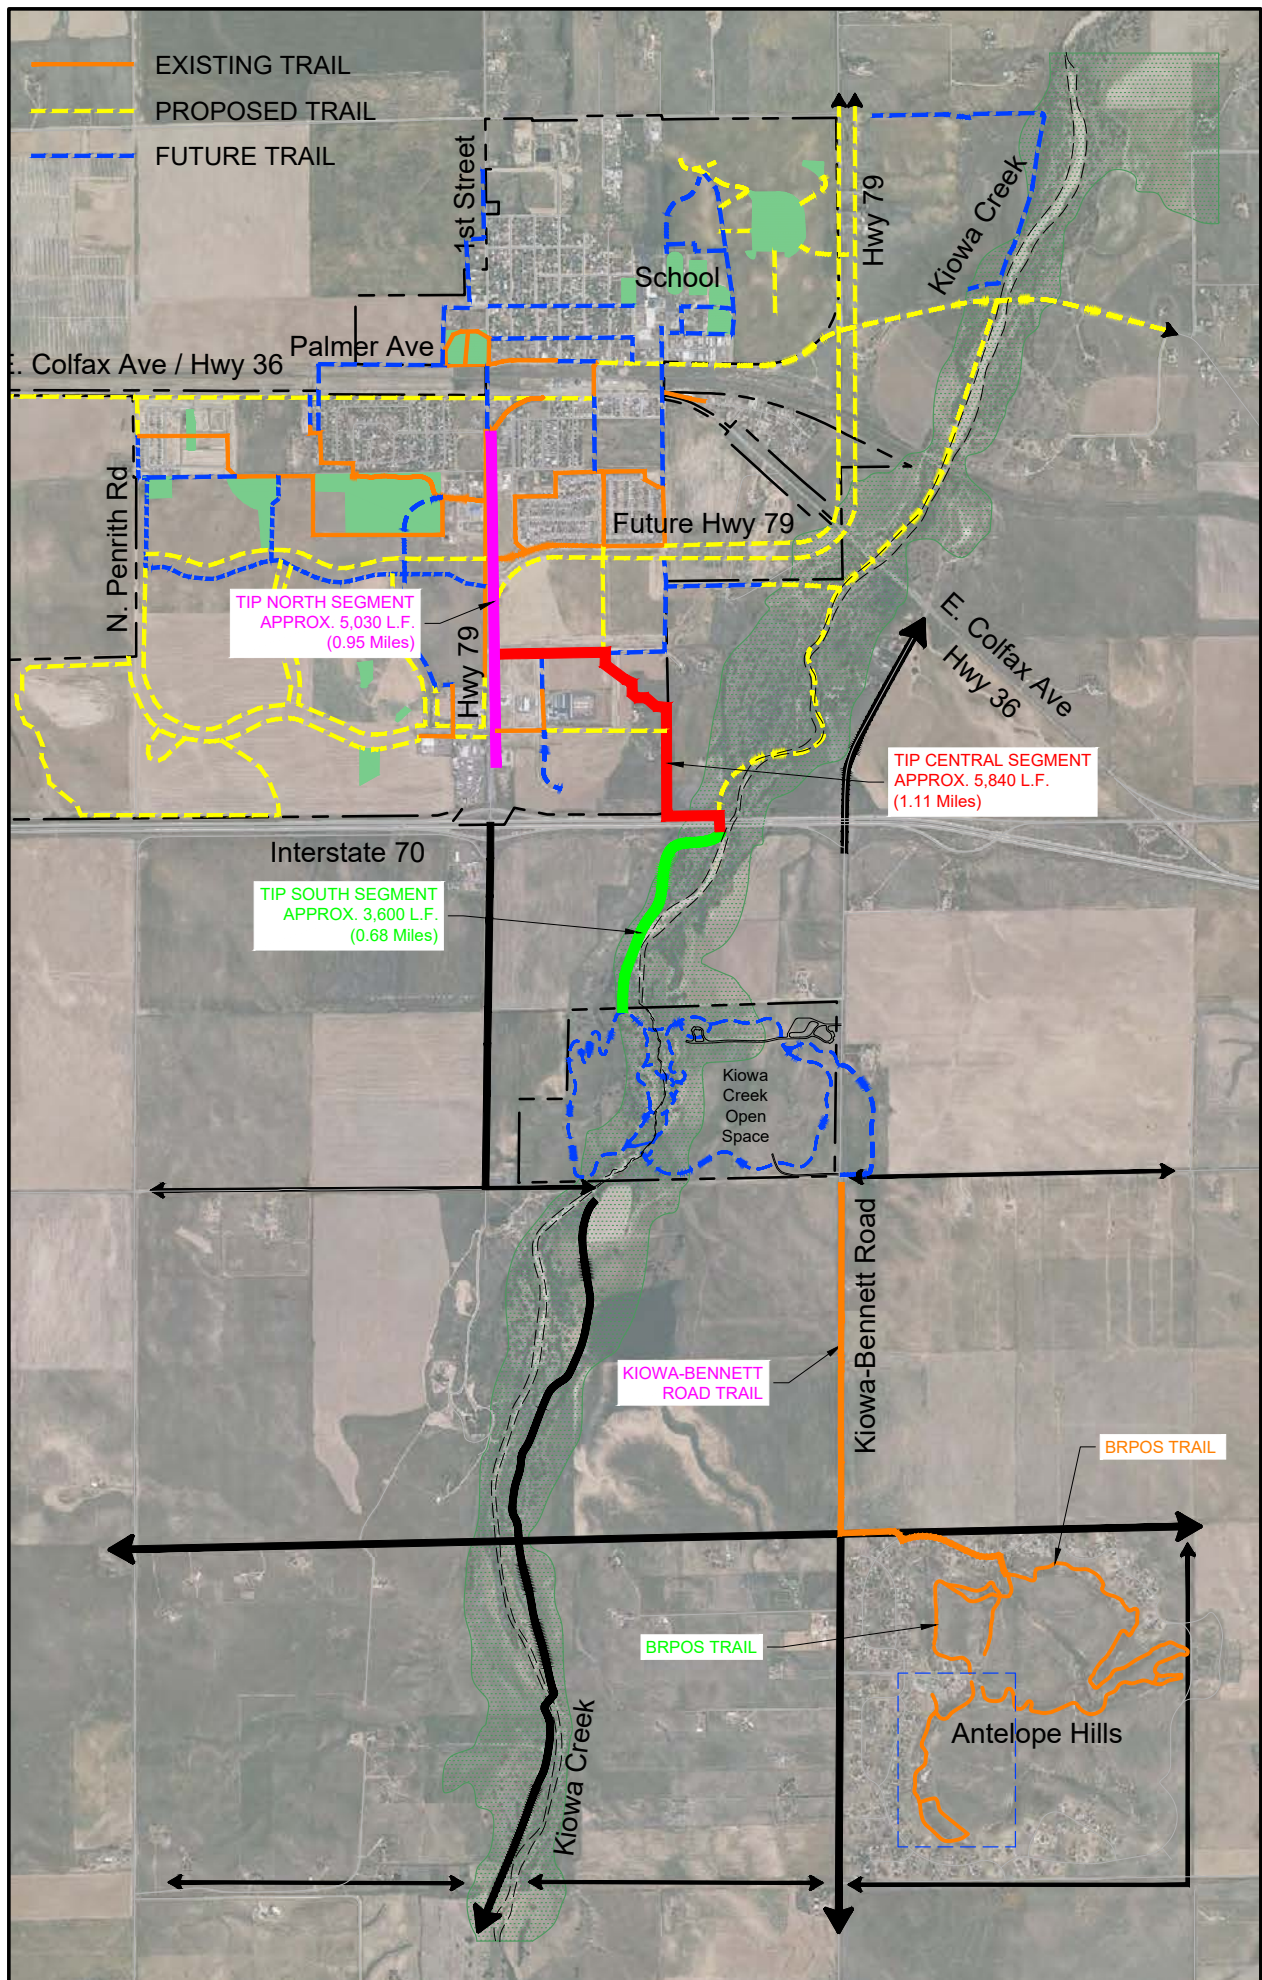 EXISTING TRAIL
PROPOSED TRAIL
FUTURE TRAIL
1st Street
Hwy 79
Kiowa Creek
School
Palmer Ave
E. Colfax Ave / Hwy 36
N. Penrith Rd
Future Hwy 79
TIP NORTH SEGMENT
APPROX. 5,030 L.F.
(0.95 Miles)
Hwy 79
E. Colfax Ave
Hwy 36
TIP CENTRAL SEGMENT
APPROX. 5,840 L.F.
(1.11 Miles)
Interstate 70
TIP SOUTH SEGMENT
APPROX. 3,600 L.F.
(0.68 Miles)
Kiowa
Creek
Open
Space
Kiowa-Bennett Road
KIOWA-BENNETT
ROAD TRAIL
BRPOS TRAIL
BRPOS TRAIL
Antelope Hills
Kiowa Creek